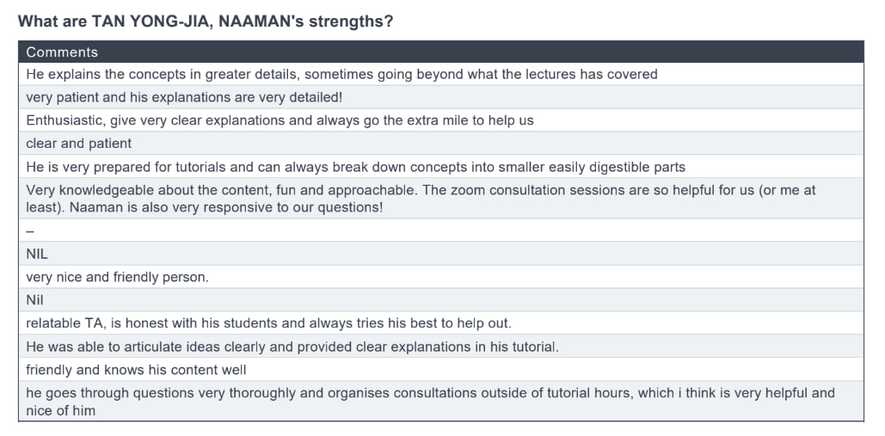 What are TAN YONG-JIA, NAAMAN's strengths?
Comments
He explains the concepts in greater details, sometimes going beyond what the lectures has covered
very patient and his explanations are very detailed!
Enthusiastic, give very clear explanations and always go the extra mile to help us
clear and patient
He is very prepared for tutorials and can always break down concepts into smaller easily digestible parts
Very knowledgeable about the content, fun and approachable. The zoom consultation sessions are so helpful for us (or me at
least). Naaman is also very responsive to our questions!
–
NIL
very nice and friendly person.
Nil
relatable TA, is honest with his students and always tries his best to help out.
He was able to articulate ideas clearly and provided clear explanations in his tutorial.
friendly and knows his content well
he goes through questions very thoroughly and organises consultations outside of tutorial hours, which i think is very helpful and
nice of him